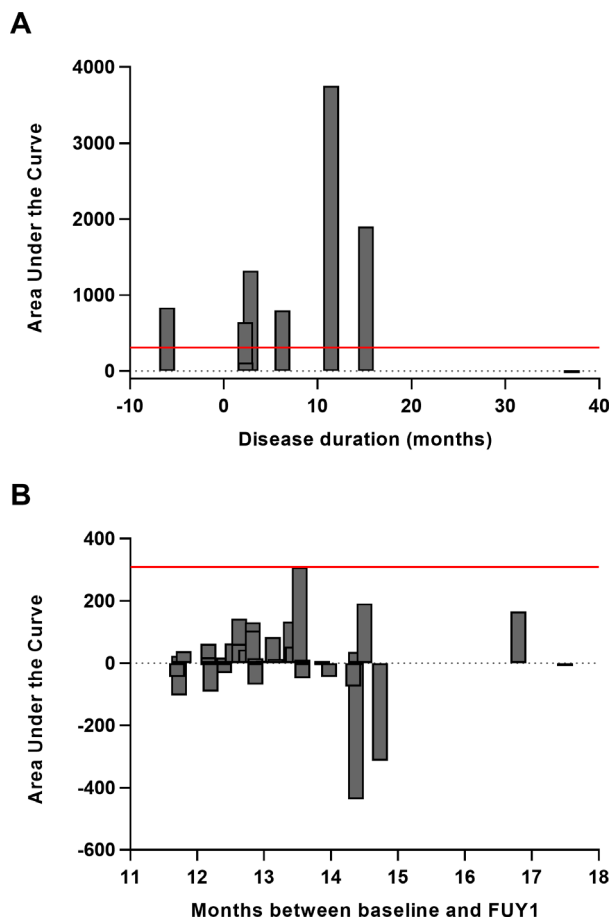 A
Area Under the Curve
4000
3000
2000
1000
0
-10 0 10 20 30 40
Disease duration (months)
B
Area Under the Curve
400
200
0
-200
-400
-600
11 12 13 14 15 16 17 18
Months between baseline and FUY1